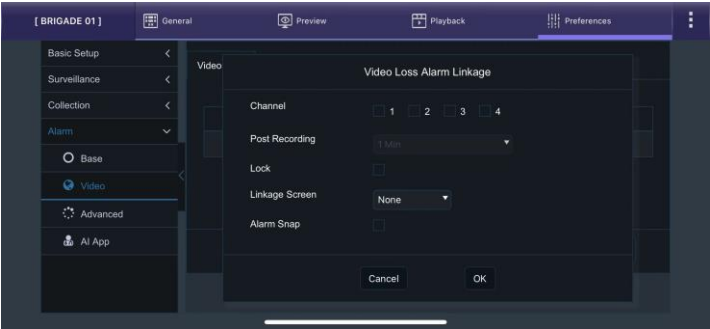 [ BRIGADE 01 ] General Preview Playback Preferences
Basic Setup
Surveillance
Collection
Alarm
Base
Video
Advanced
AI App
Video
Video Loss Alarm Linkage
Channel 1 2 3 4
Post Recording 1 Min
Lock
Linkage Screen None
Alarm Snap
Cancel OK